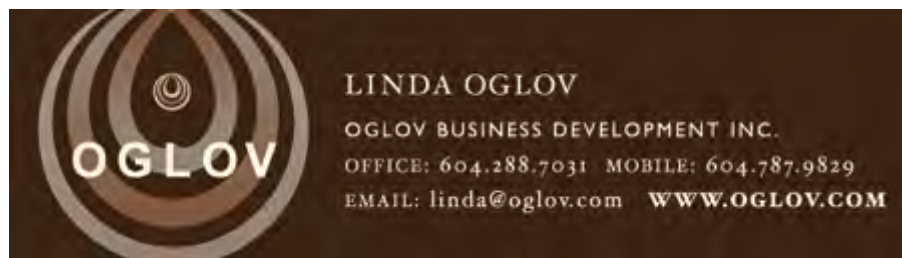 OGLOV
LINDA OGLOV
OGLOV BUSINESS DEVELOPMENT INC.
OFFICE: 604.288.7031 MOBILE: 604.787.9829
EMAIL: linda@oglov.com WWW.OGLOV.COM